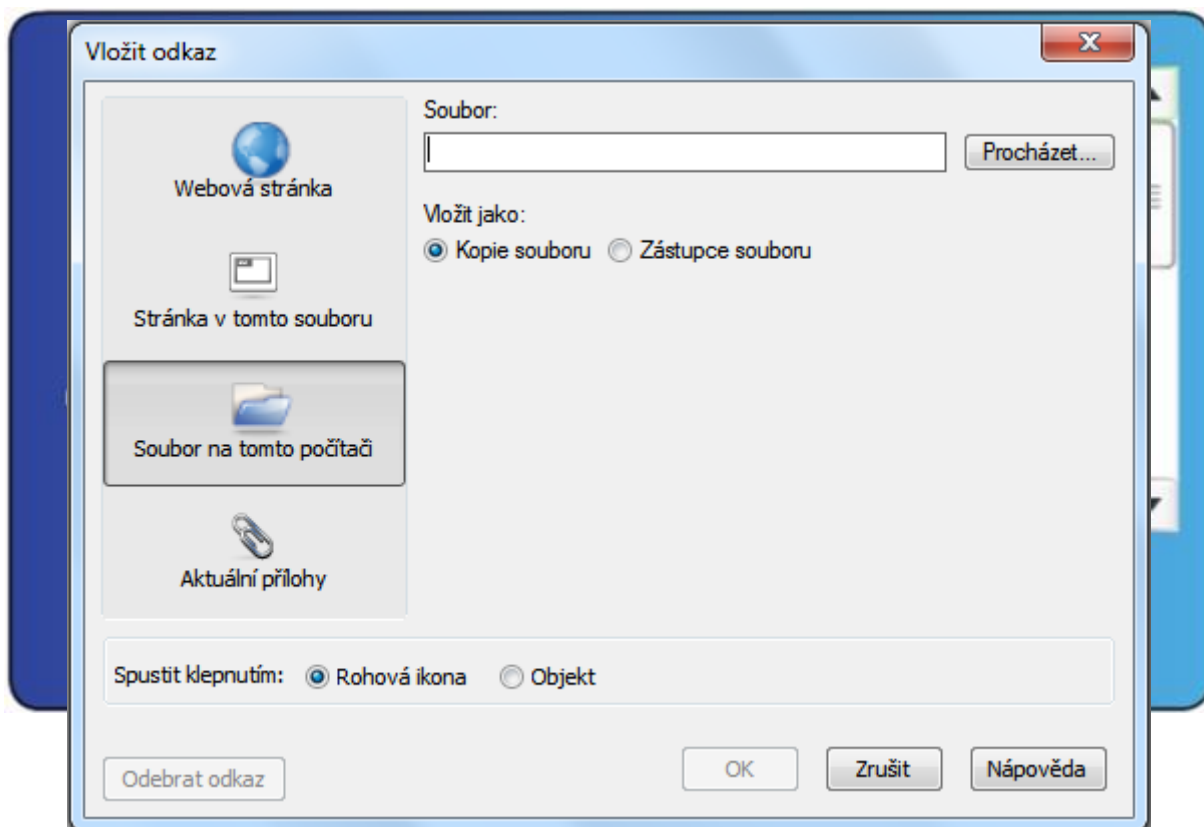 Vložit odkaz
Webová stránka
Stránka v tomto souboru
Soubor na tomto počítači
Aktuální přílohy
Soubor:
Procházet...
Vložit jako:
Kopie souboru Zástupce souboru
Spustit klepnutím: Rohová ikona Objekt
Odebrat odkaz OK Zrušit Nápověda